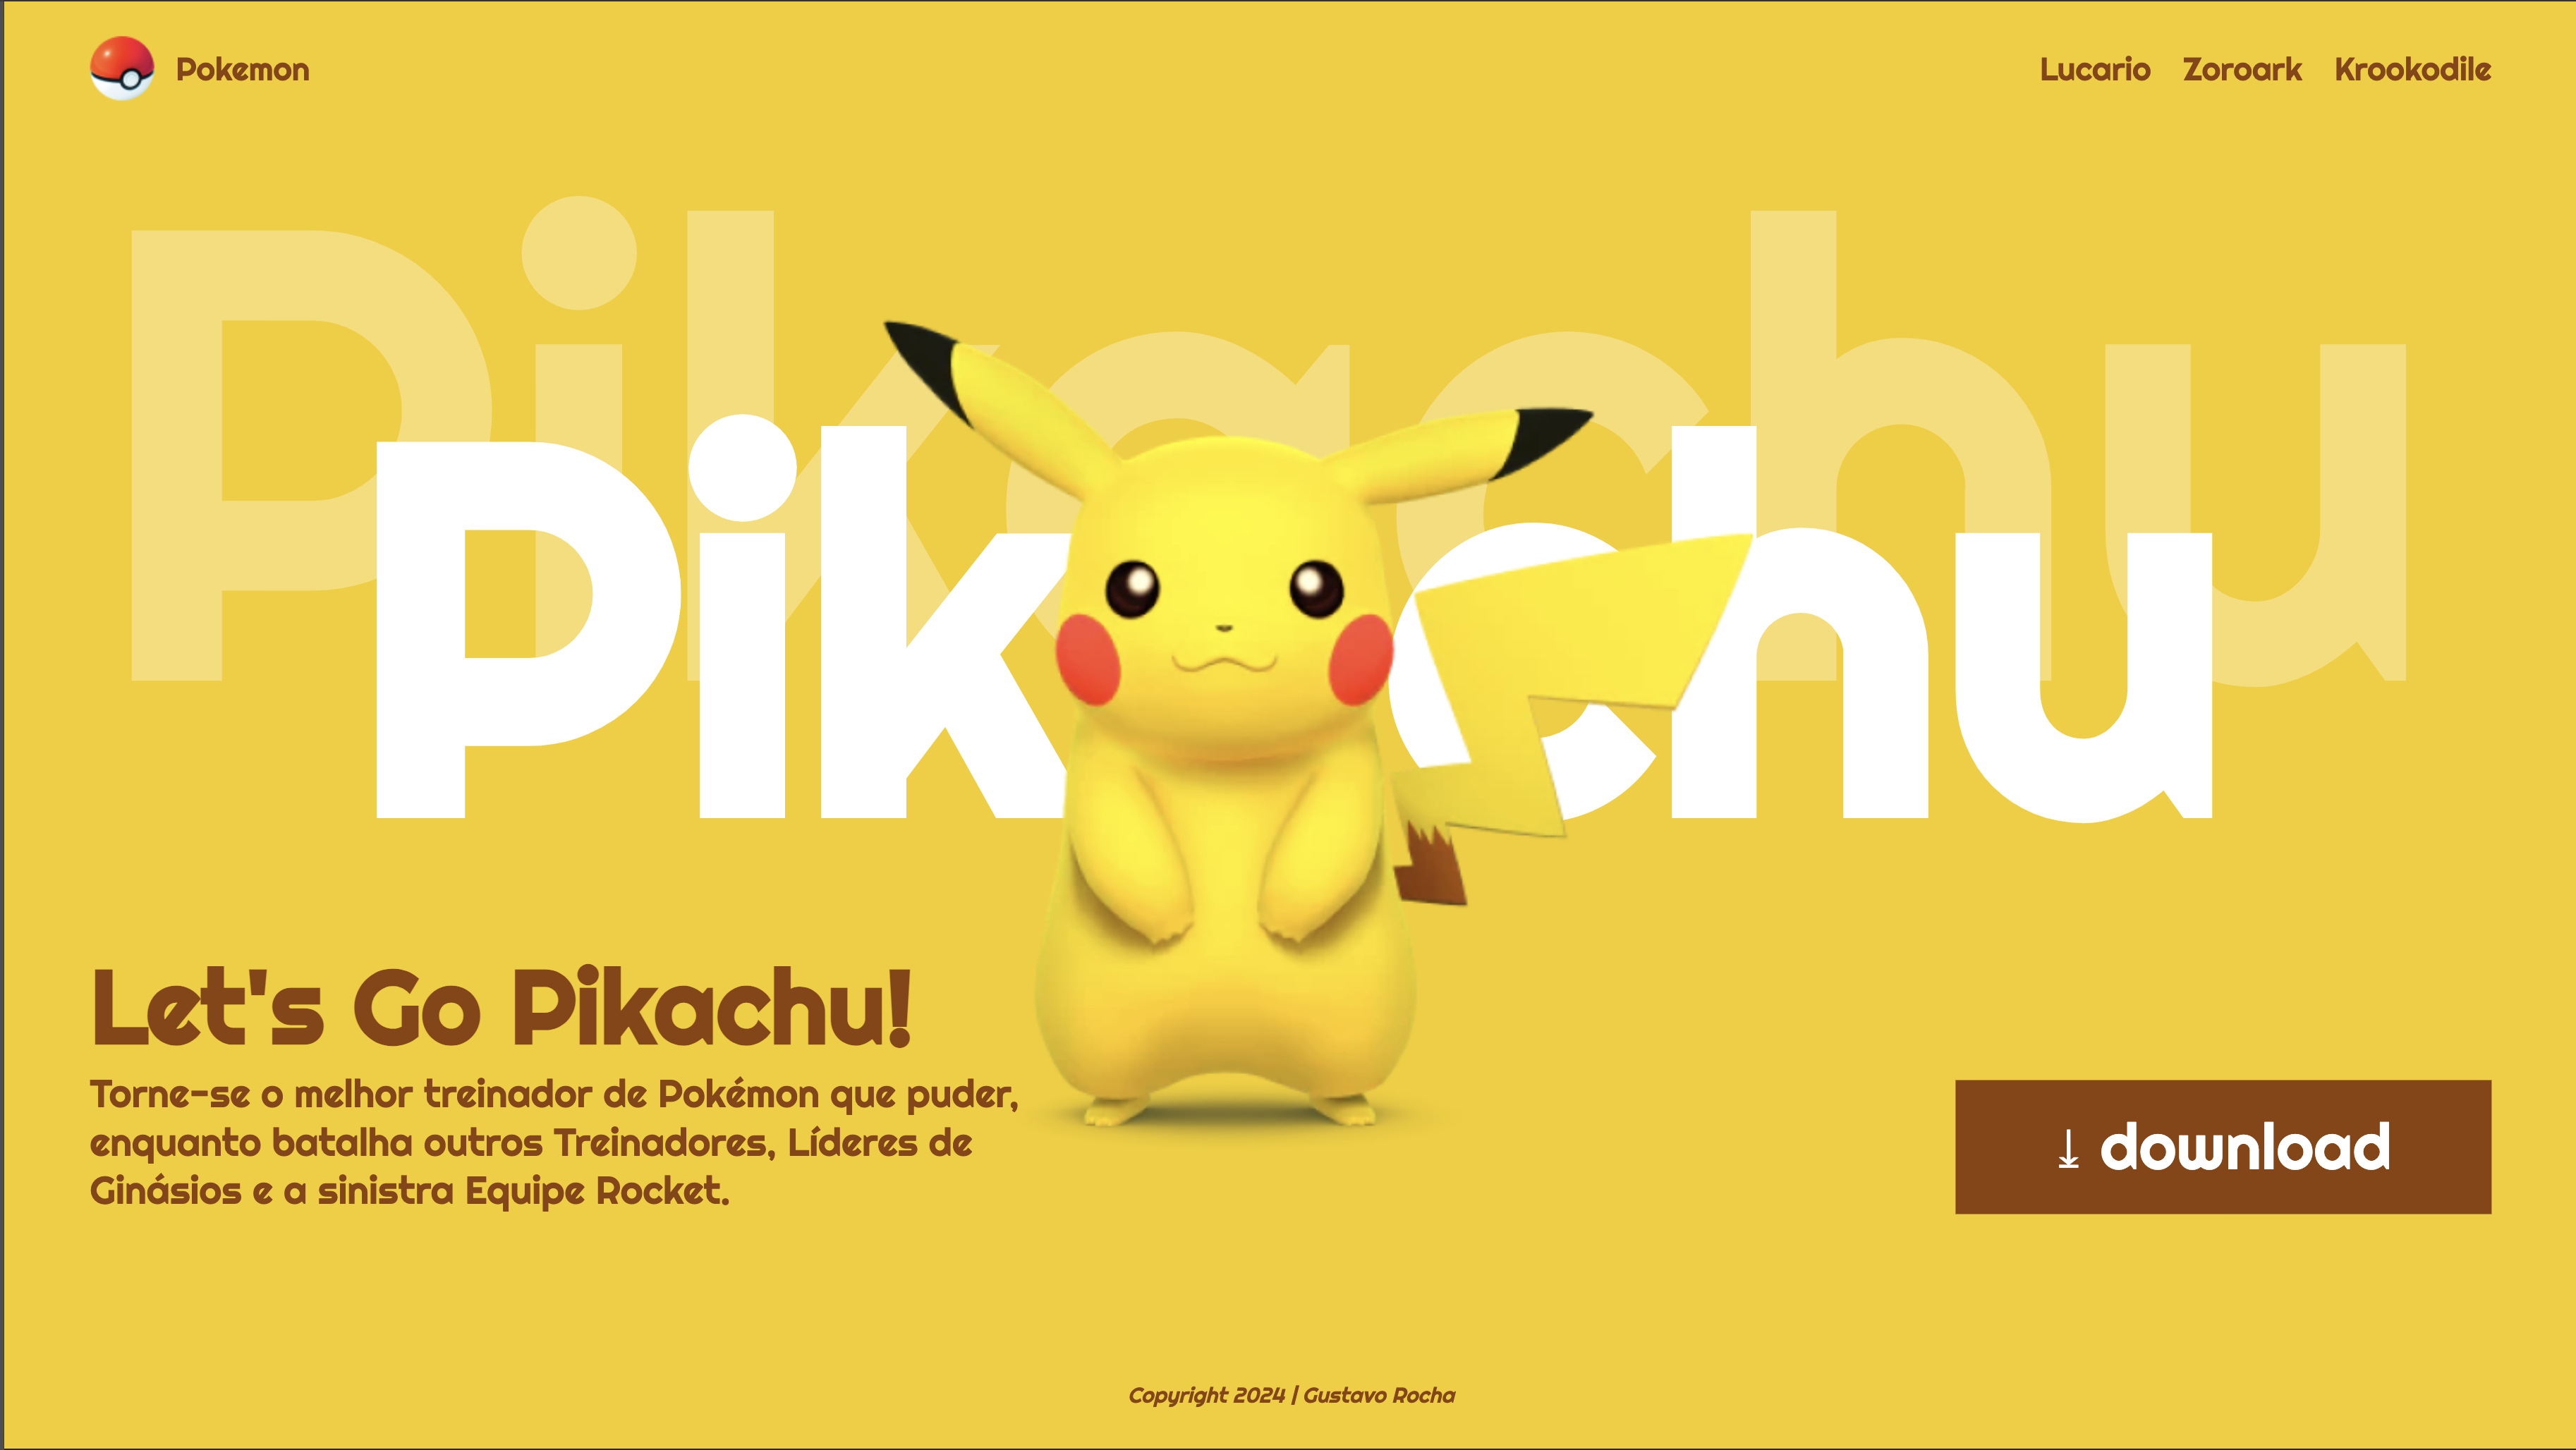 Pokemon
Lucario Zoroark Krookodile
Pikachu
Pikachu
Let's Go Pikachu!
Torne-se o melhor treinador de Pokémon que puder,
enquanto batalha outros Treinadores, Líderes de
Ginásios e a sinistra Equipe Rocket.
↓ download
Copyright 2024 | Gustavo Rocha